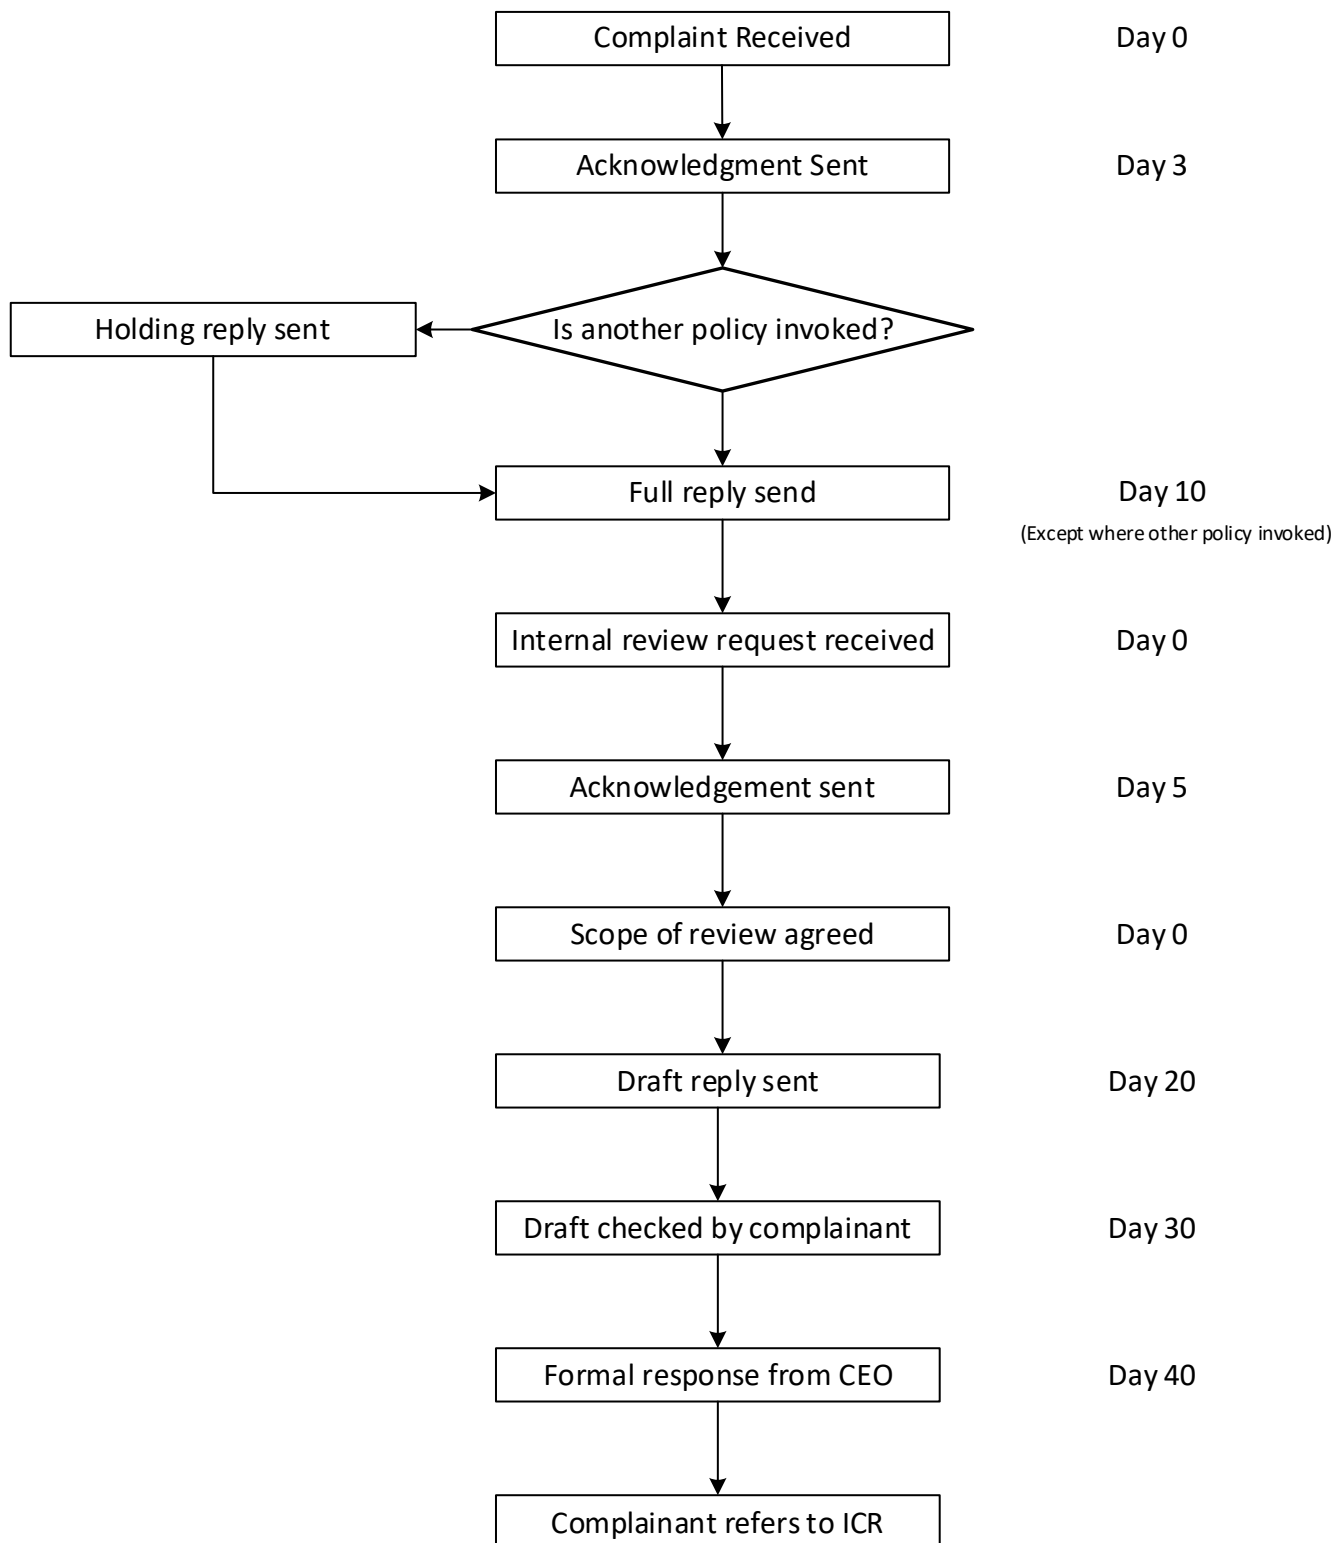 Complaint Received Day 0
Acknowledgment Sent Day 3
Holding reply sent Is another policy invoked?
Full reply send Day 10
(Except where other policy invoked)
Internal review request received Day 0
Acknowledgement sent Day 5
Scope of review agreed Day 0
Draft reply sent Day 20
Draft checked by complainant Day 30
Formal response from CEO Day 40
Complainant refers to ICR